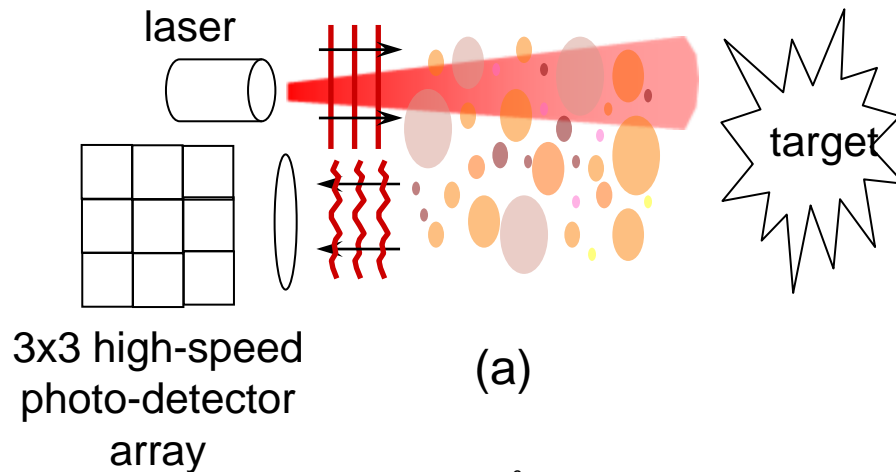 laser
target
3x3 high-speed
photo-detector
array
(a)